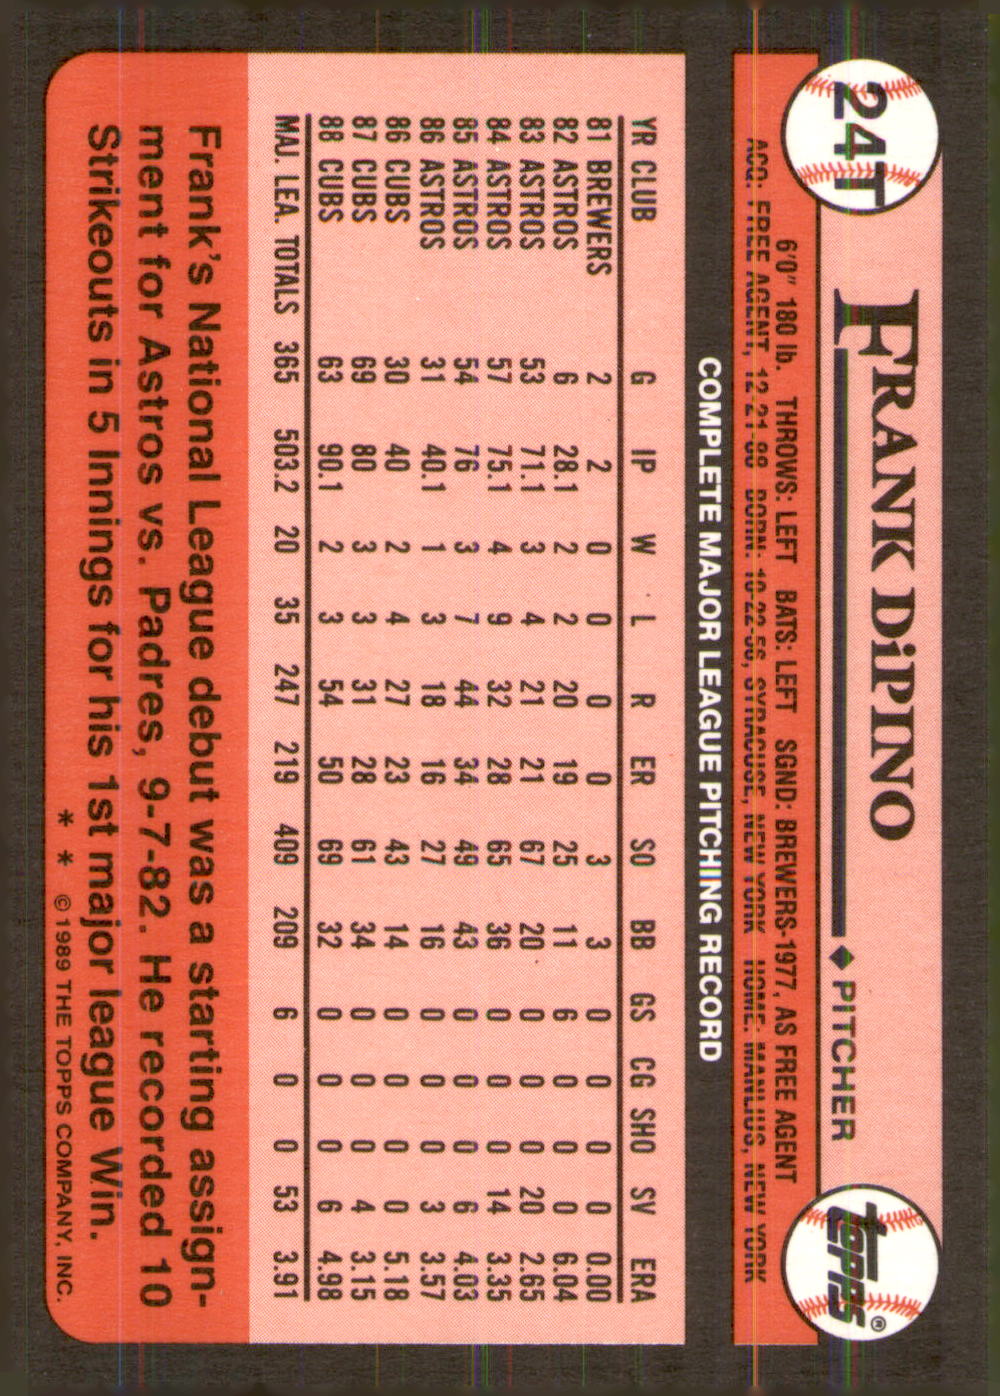 24T
FRANK DiPINO
◆ PITCHER
TOPPS®
6'0" 180 lb. THROWS: LEFT BATS: LEFT SGND: BREWERS-1977, AS FREE AGENT
ACQ: FREE AGENT, 12-21-88 BORN: 10-22-56, SYRACUSE, NEW YORK HOME: MANLIUS, NEW YORK
COMPLETE MAJOR LEAGUE PITCHING RECORD
YR CLUB G IP W L R ER SO BB GS CG SHO SV ERA
81 BREWERS 2 2 0 0 0 0 3 3 0 0 0 0 0.00
82 ASTROS 6 28.1 2 2 20 19 25 11 6 0 0 0 6.04
83 ASTROS 53 71.1 3 4 21 21 67 20 0 0 0 20 2.65
84 ASTROS 57 75.1 4 9 32 28 65 36 0 0 0 14 3.35
85 ASTROS 54 76 3 7 44 34 49 43 0 0 0 6 4.03
86 ASTROS 31 40.1 1 3 18 16 27 16 0 0 0 3 3.57
86 CUBS 30 40 2 4 27 23 43 14 0 0 0 0 5.18
87 CUBS 69 80 3 3 31 28 61 34 0 0 0 4 3.15
88 CUBS 63 90.1 2 3 54 50 69 32 0 0 0 6 4.98
MAJ. LEA. TOTALS 365 503.2 20 35 247 219 409 209 6 0 0 53 3.91
Frank's National League debut was a starting assign-
ment for Astros vs. Padres, 9-7-82. He recorded 10
Strikeouts in 5 Innings for his 1st major league Win.
* * © 1989 THE TOPPS COMPANY, INC.